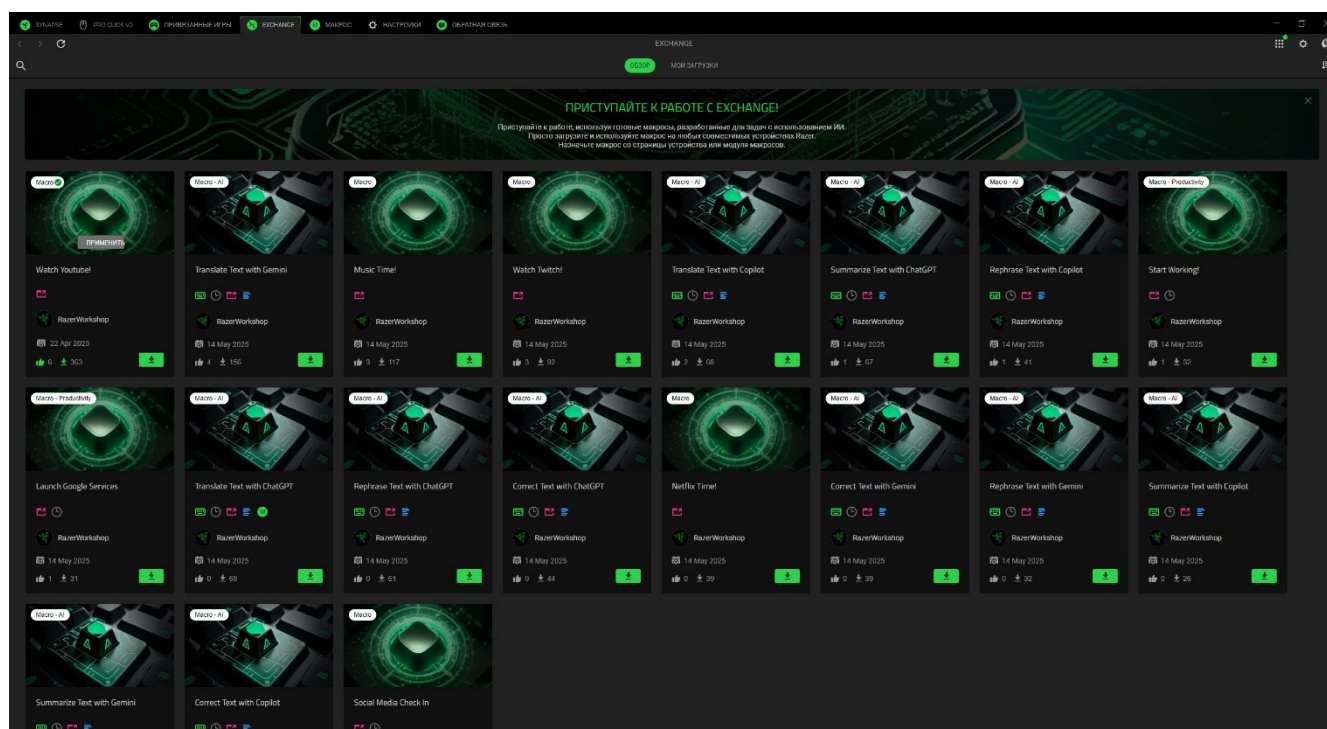 SYNAPSE PRO CLICK V2 ПРИВЯЗАННЫЕ ИГРЫ EXCHANGE МАКРОС НАСТРОЙКИ ОБРАТНАЯ СВЯЗЬ
EXCHANGE
ОБЗОР МОИ ЗАГРУЗКИ
ПРИСТУПАЙТЕ К РАБОТЕ С EXCHANGE!
Приступайте к работе, используя готовые макросы, разработанные для задач с использованием ИИ.
Просто загрузите и используйте макрос на любых совместимых устройствах Razer.
Назначьте макрос со страницы устройства или модуля макросов.
Macro Macro - AI Macro Macro Macro - AI Macro - AI Macro - AI Macro - Productivity
ПРИМЕНИТЬ
Watch Youtube! Translate Text with Gemini Music Time! Watch Twitch! Translate Text with Copilot Summarize Text with ChatGPT Rephrase Text with Copilot Start Working!
RazerWorkshop RazerWorkshop RazerWorkshop RazerWorkshop RazerWorkshop RazerWorkshop RazerWorkshop RazerWorkshop
22 Apr 2025 14 May 2025 14 May 2025 14 May 2025 14 May 2025 14 May 2025 14 May 2025 14 May 2025
6 363 4 156 3 117 3 92 2 68 1 67 1 41 1 32
Macro - Productivity Macro - AI Macro - AI Macro - AI Macro Macro - AI Macro - AI Macro - AI
Launch Google Services Translate Text with ChatGPT Rephrase Text with ChatGPT Correct Text with ChatGPT Netflix Time! Correct Text with Gemini Rephrase Text with Gemini Summarize Text with Copilot
M
RazerWorkshop RazerWorkshop RazerWorkshop RazerWorkshop RazerWorkshop RazerWorkshop RazerWorkshop RazerWorkshop
14 May 2025 14 May 2025 14 May 2025 14 May 2025 14 May 2025 14 May 2025 14 May 2025 14 May 2025
1 31 0 68 0 61 0 44 0 39 0 39 0 32 0 26
Macro - AI Macro - AI Macro
Summarize Text with Gemini Correct Text with Copilot Social Media Check In